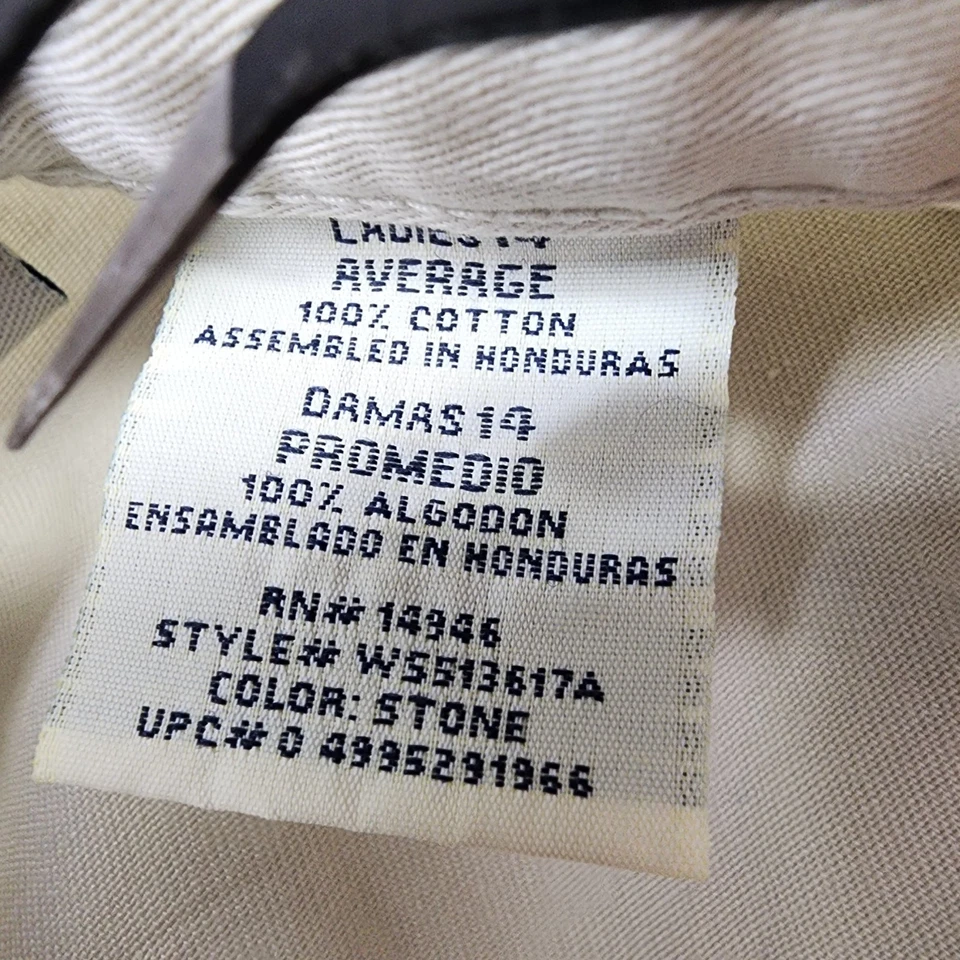 LADIES 14
AVERAGE
100% COTTON
ASSEMBLED IN HONDURAS
DAMAS 14
PROMEDIO
100% ALGODON
ENSAMBLADO EN HONDURAS
RN# 14946
STYLE# WS513617A
COLOR: STONE
UPC# 0 4995291966